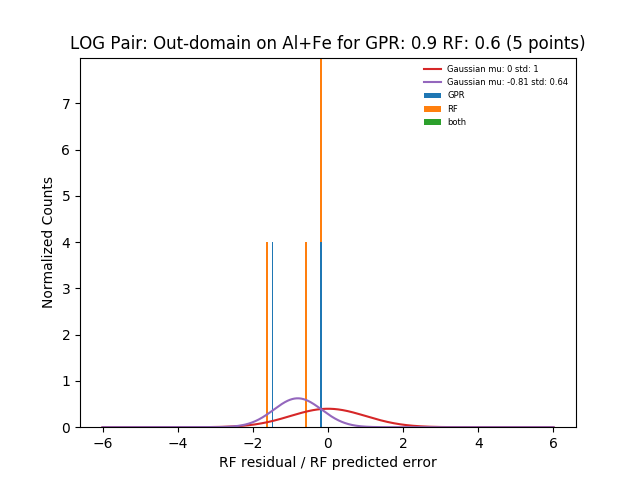 LOG Pair: Out-domain on Al+Fe for GPR: 0.9 RF: 0.6 (5 points)
Gaussian mu: 0 std: 1
Gaussian mu: -0.81 std: 0.64
GPR
RF
both
Normalized Counts
7
6
5
4
3
2
1
0
−6 −4 −2 0 2 4 6
RF residual / RF predicted error